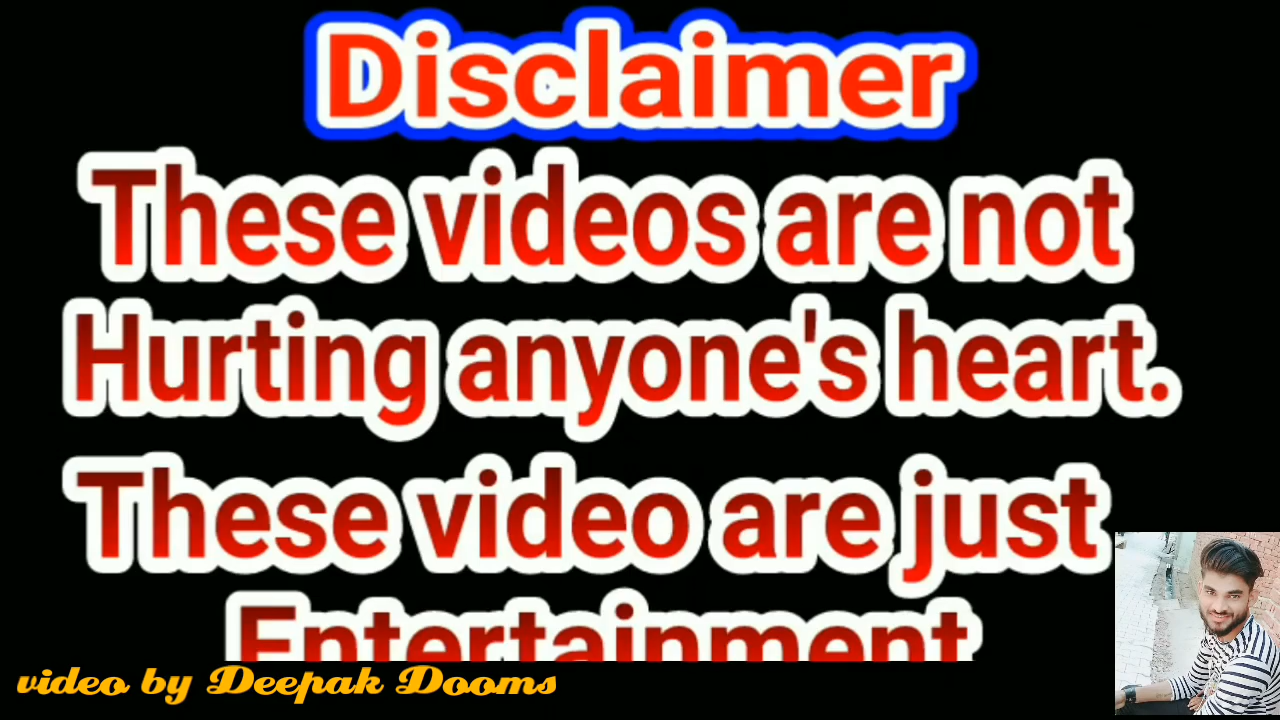 Disclaimer
These videos are not
Hurting anyone's heart.
These video are just
Entertainment
video by Deepak Dooms